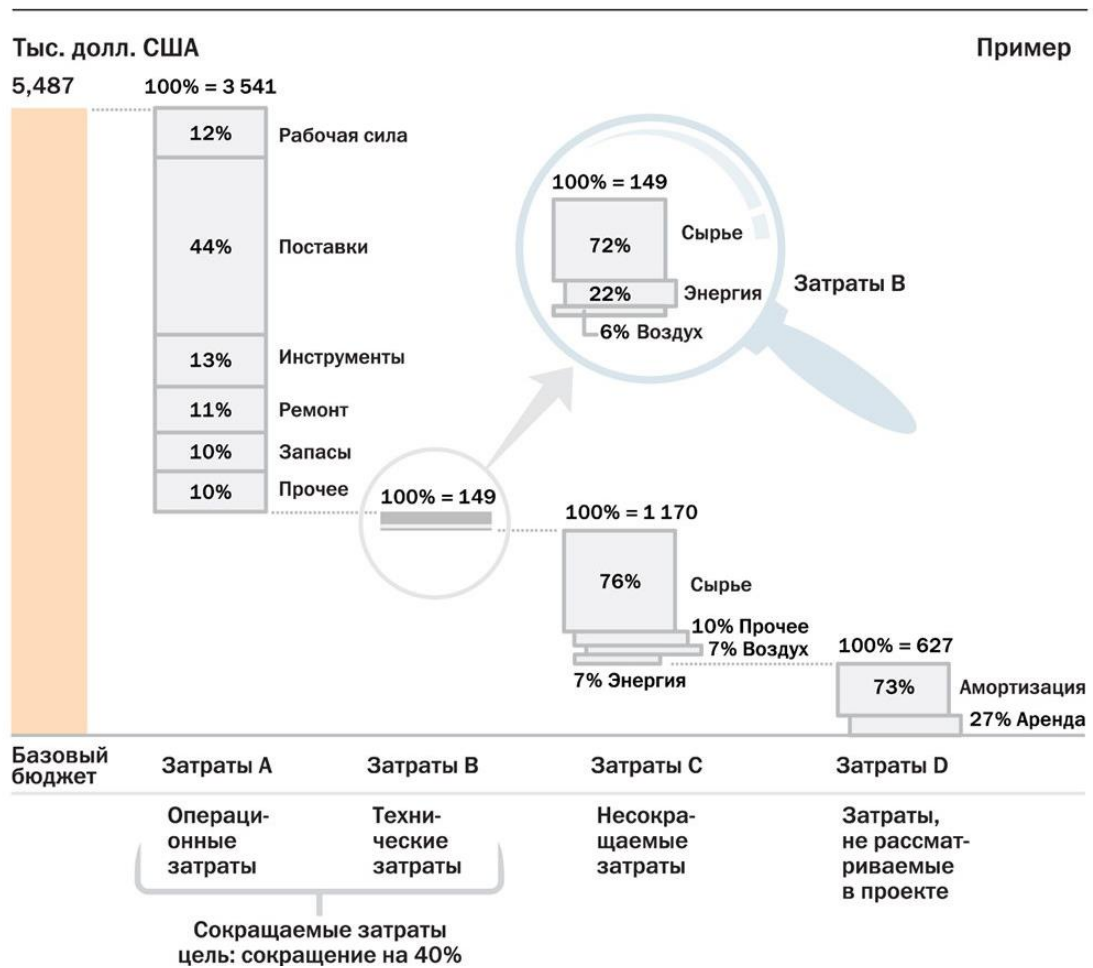 Тыс. долл. США
Пример
5,487
100% = 3 541
12%
Рабочая сила
44%
Поставки
13%
Инструменты
11%
Ремонт
10%
Запасы
10%
Прочее
100% = 149
100% = 149
72%
Сырье
22%
Энергия
6% Воздух
Затраты B
100% = 1 170
76%
Сырье
10% Прочее
7% Воздух
7% Энергия
100% = 627
73%
Амортизация
27% Аренда
Базовый
бюджет
Затраты A
Затраты B
Затраты C
Затраты D
Операци-
онные
затраты
Техни-
ческие
затраты
Несокра-
щаемые
затраты
Затраты,
не рассмат-
риваемые
в проекте
Сокращаемые затраты
цель: сокращение на 40%